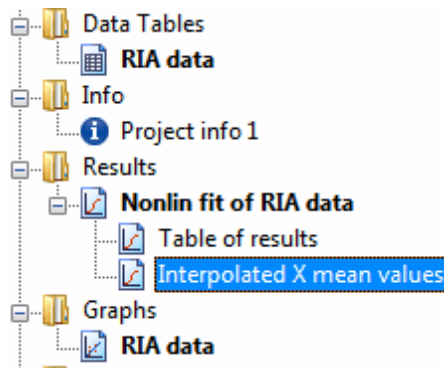 Data Tables
RIA data
Info
Project info 1
Results
Nonlin fit of RIA data
Table of results
Interpolated X mean values
Graphs
RIA data